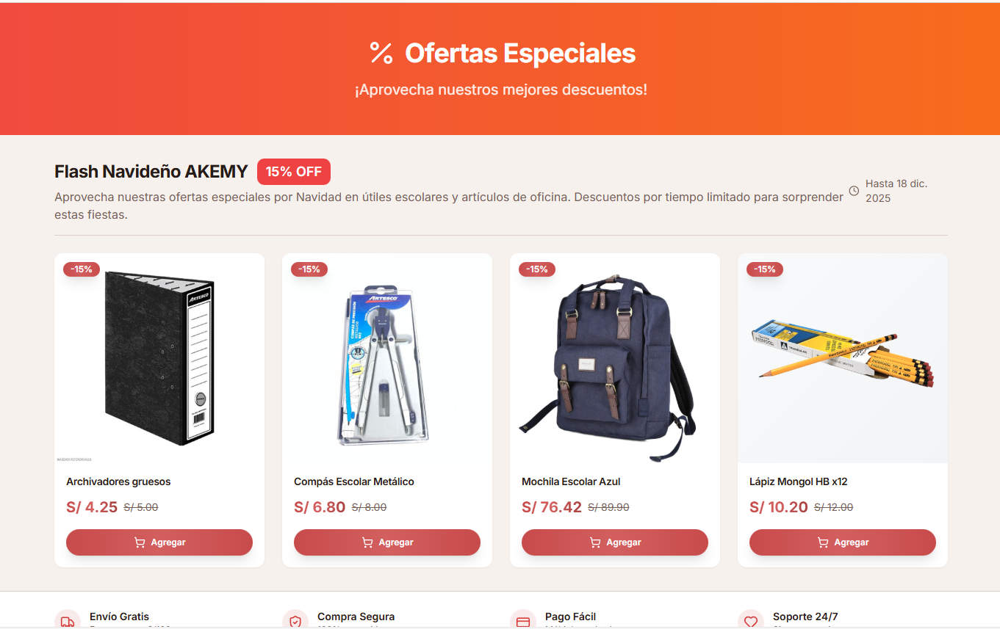 % Ofertas Especiales
¡Aprovecha nuestros mejores descuentos!
Flash Navideño AKEMY 15% OFF
Aprovecha nuestras ofertas especiales por Navidad en útiles escolares y artículos de oficina. Descuentos por tiempo limitado para sorprender
estas fiestas.
Hasta 18 dic.
2025
-15%
ARTESCO
Archivadores gruesos
S/ 4.25 S/ 5.00
Agregar
-15%
ARTESCO
Compás Escolar Metálico
S/ 6.80 S/ 8.00
Agregar
-15%
Mochila Escolar Azul
S/ 76.42 S/ 89.90
Agregar
-15%
Lápiz Mongol HB x12
S/ 10.20 S/ 12.00
Agregar
Envío Gratis
Compra Segura
Pago Fácil
Soporte 24/7